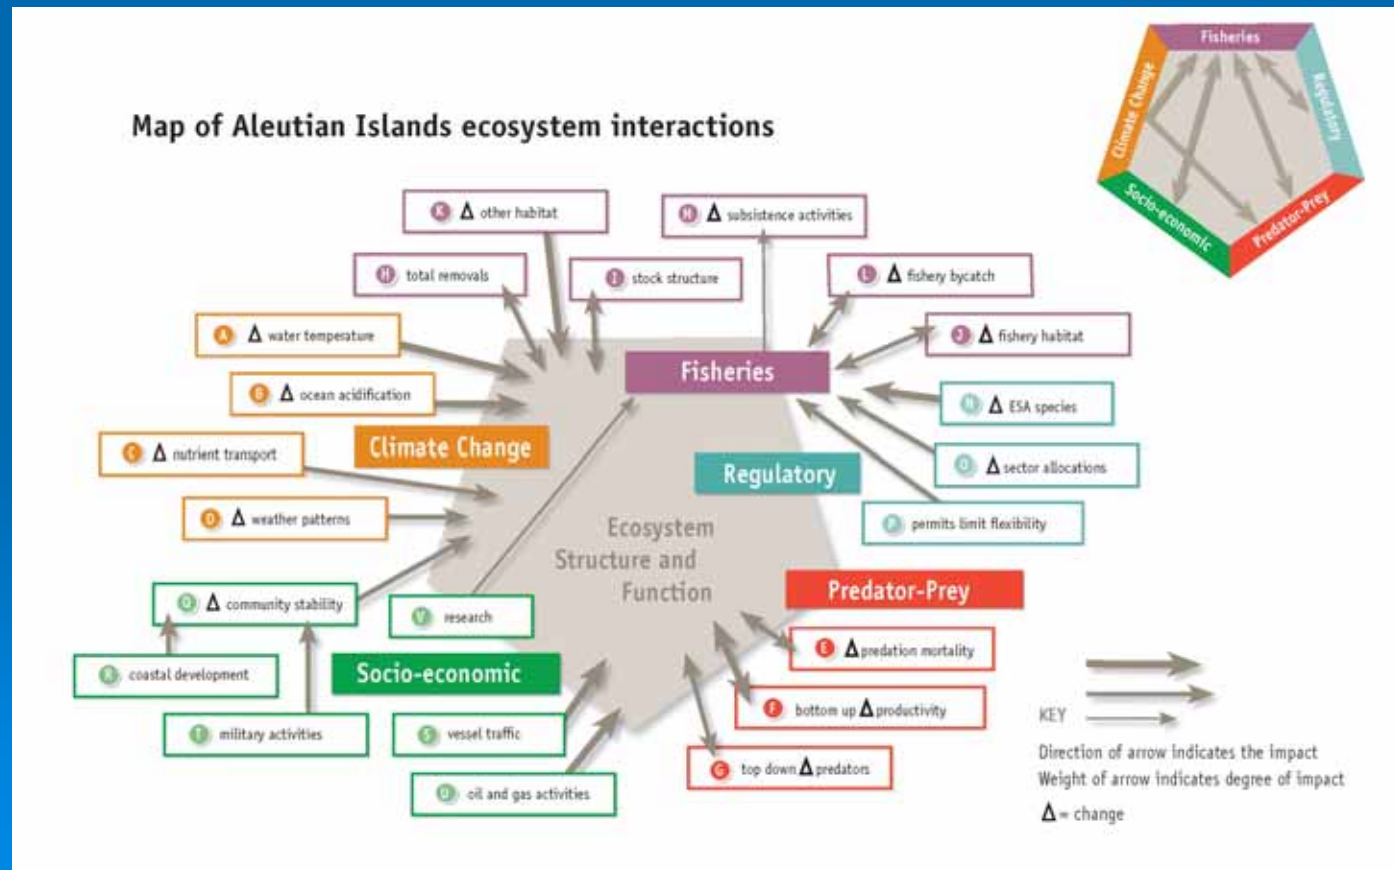 Map of Aleutian Islands ecosystem interactions
Fisheries
Regulatory
Climate Change
Socio-economic
Predator-Prey
K Δ other habitat
M Δ subsistence activities
H total removals
I stock structure
L Δ fishery bycatch
A Δ water temperature
J Δ fishery habitat
Fisheries
B Δ ocean acidification
N Δ ESA species
C Δ nutrient transport
Climate Change
Regulatory
O Δ sector allocations
D Δ weather patterns
P permits limit flexibility
Ecosystem
Structure and
Function
Predator-Prey
Q Δ community stability
V research
E Δ predation mortality
R coastal development
Socio-economic
F bottom up Δ productivity
T military activities
S vessel traffic
G top down Δ predators
U oil and gas activities
KEY
Direction of arrow indicates the impact
Weight of arrow indicates degree of impact
Δ = change